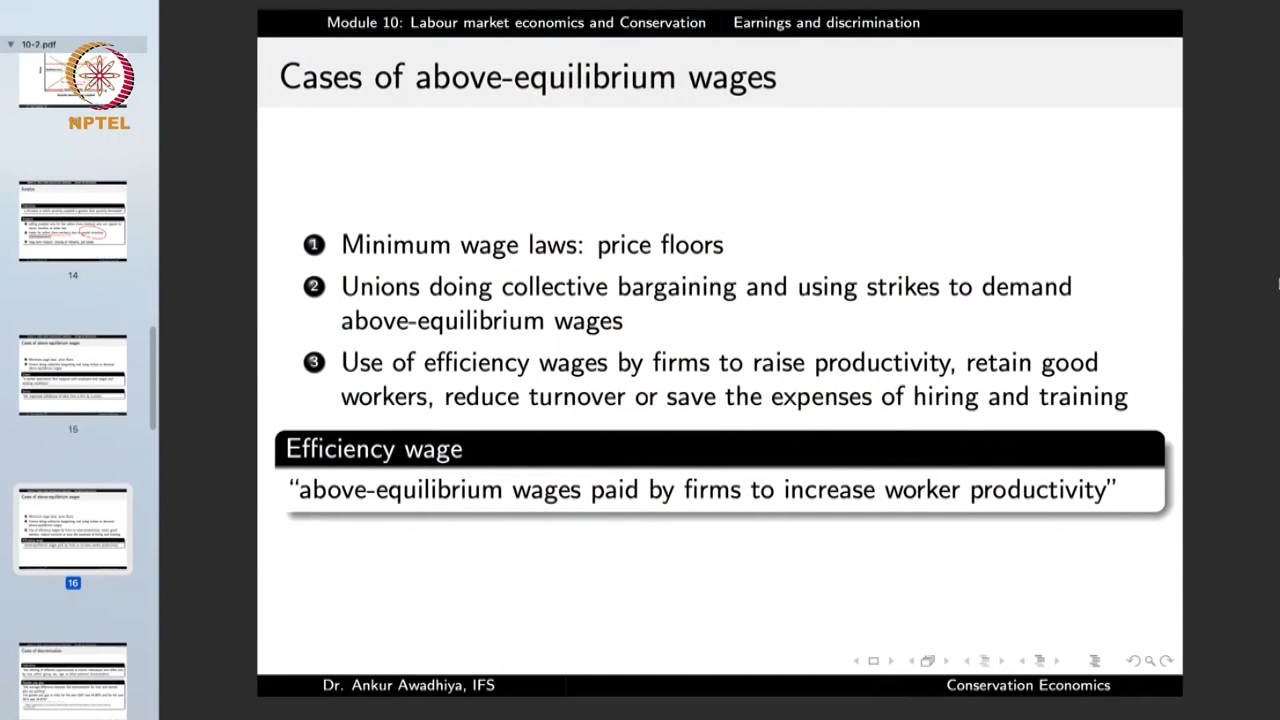 Module 10: Labour market economics and Conservation Earnings and discrimination
10-2.pdf
NPTEL
Cases of above-equilibrium wages
1 Minimum wage laws: price floors
2 Unions doing collective bargaining and using strikes to demand
above-equilibrium wages
3 Use of efficiency wages by firms to raise productivity, retain good
workers, reduce turnover or save the expenses of hiring and training
Efficiency wage
“above-equilibrium wages paid by firms to increase worker productivity”
14
15
16
Dr. Ankur Awadhiya, IFS Conservation Economics